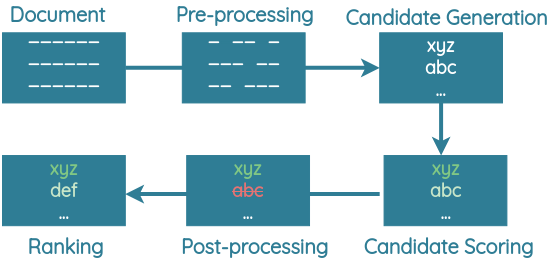 Document
Pre-processing
Candidate Generation
xyz
abc
...
xyz
def
...
Ranking
xyz
abc
...
Post-processing
xyz
abc
...
Candidate Scoring